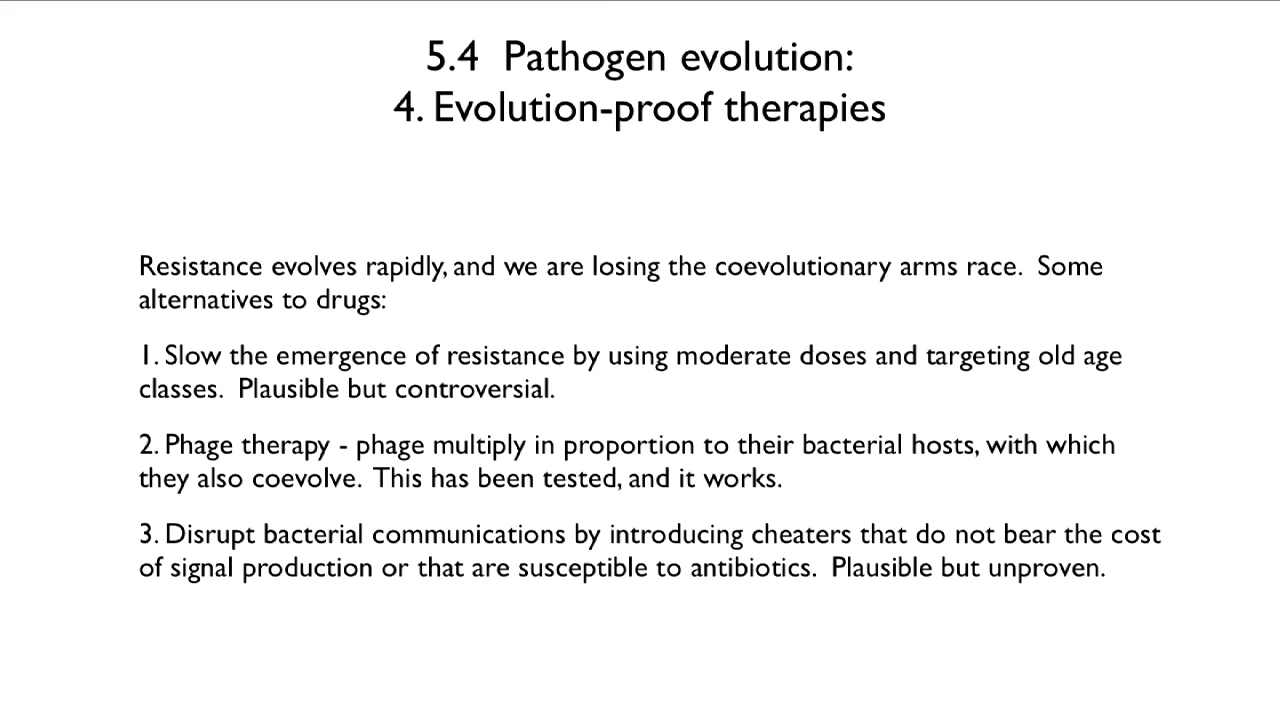 5.4 Pathogen evolution:
4. Evolution-proof therapies
Resistance evolves rapidly, and we are losing the coevolutionary arms race. Some
alternatives to drugs:
1. Slow the emergence of resistance by using moderate doses and targeting old age
classes. Plausible but controversial.
2. Phage therapy - phage multiply in proportion to their bacterial hosts, with which
they also coevolve. This has been tested, and it works.
3. Disrupt bacterial communications by introducing cheaters that do not bear the cost
of signal production or that are susceptible to antibiotics. Plausible but unproven.